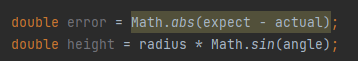 double error = Math.abs(expect - actual);
double height = radius * Math.sin(angle);